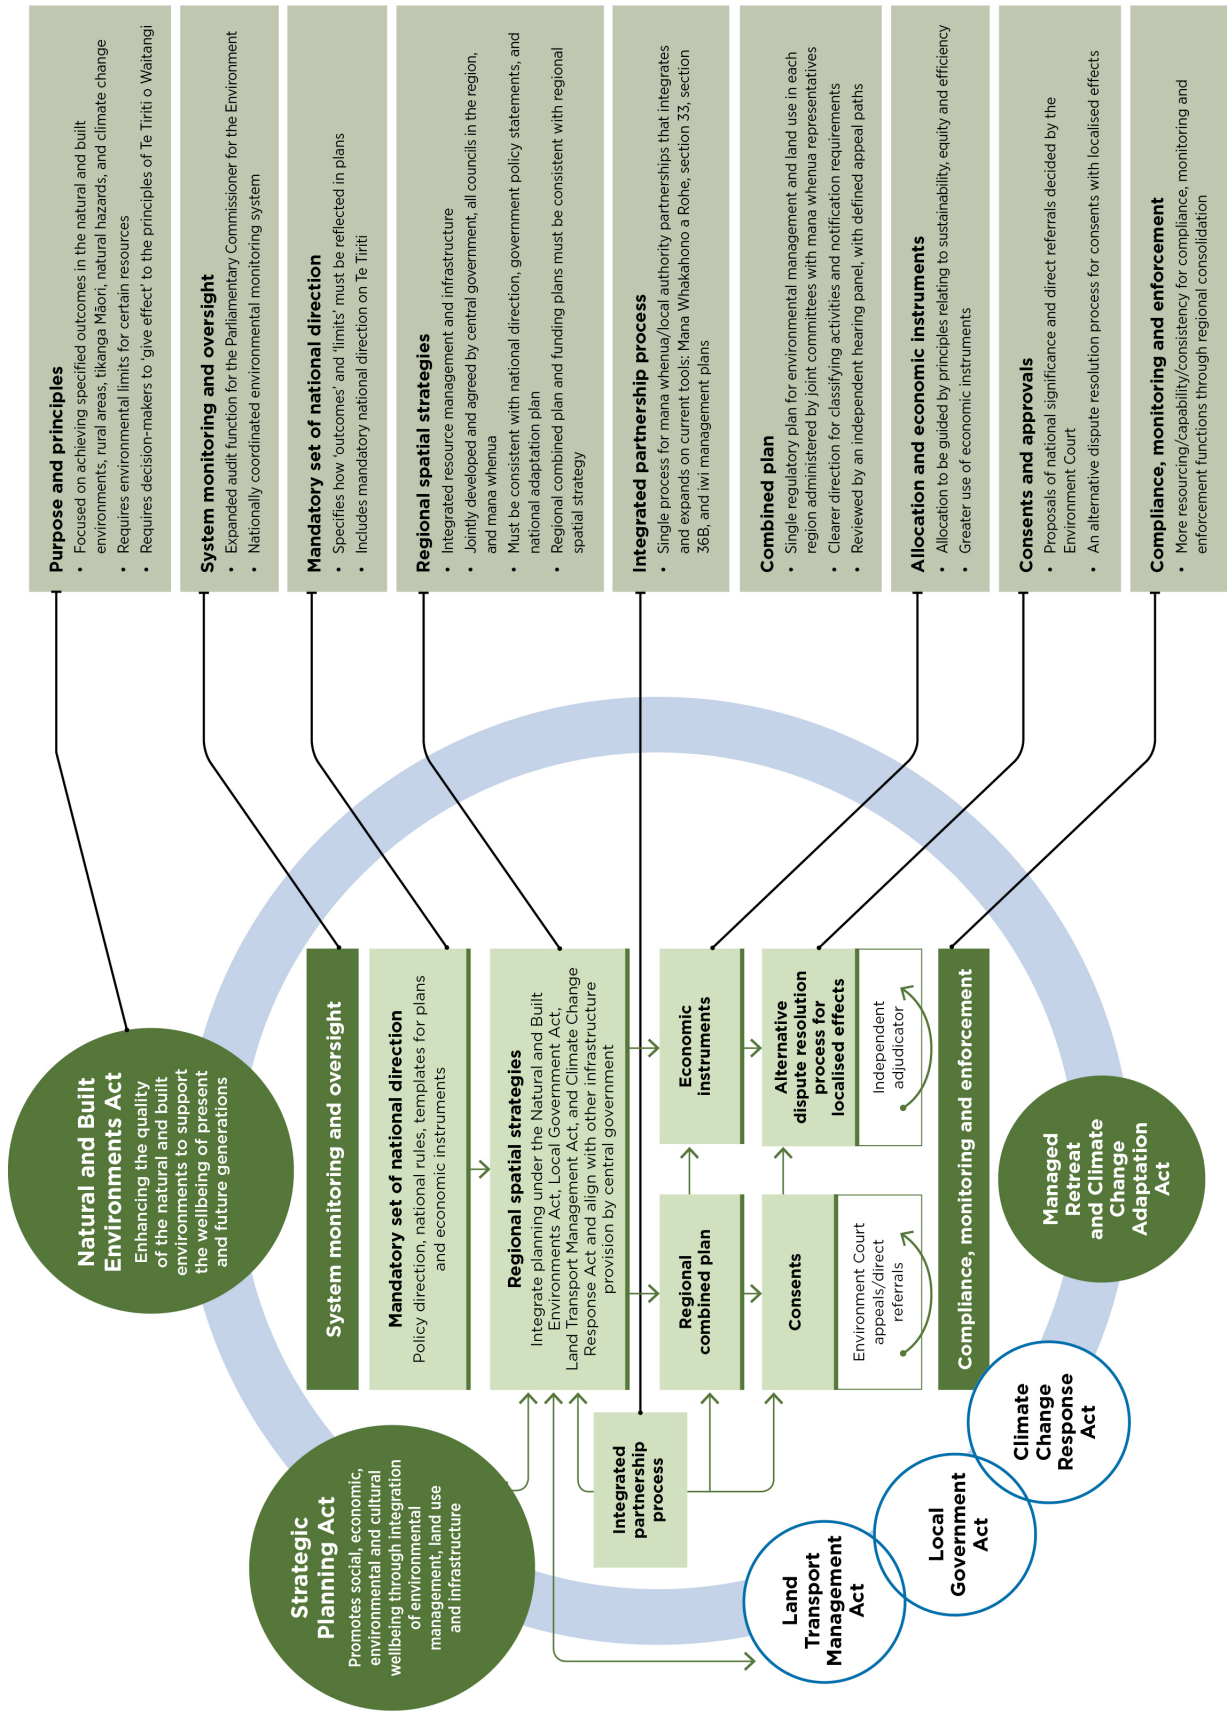 Natural and Built
Environments Act
Enhancing the quality
of the natural and built
environments to support
the wellbeing of present
and future generations
Strategic
Planning Act
Promotes social, economic,
environmental and cultural
wellbeing through integration
of environmental
management, land use
and infrastructure
System monitoring and oversight
Mandatory set of national direction
Policy direction, national rules, templates for plans
and economic instruments
Regional spatial strategies
Integrate planning under the Natural and Built
Environments Act, Local Government Act,
Land Transport Management Act, and Climate Change
Response Act and align with other infrastructure
provision by central government
Integrated
partnership
process
Regional
combined plan
Economic
instruments
Consents
Alternative
dispute resolution
process for
localised effects
Environment Court
appeals/direct
referrals
Independent
adjudicator
Compliance, monitoring and enforcement
Land
Transport
Management
Act
Local
Government
Act
Climate
Change
Response
Act
Managed
Retreat
and Climate
Change
Adaptation
Act
Purpose and principles
• Focused on achieving specified outcomes in the natural and built
environments, rural areas, tikanga Māori, natural hazards, and climate change
• Requires environmental limits for certain resources
• Requires decision-makers to ‘give effect’ to the principles of Te Tiriti o Waitangi
System monitoring and oversight
• Expanded audit function for the Parliamentary Commissioner for the Environment
• Nationally coordinated environmental monitoring system
Mandatory set of national direction
• Specifies how ‘outcomes’ and ‘limits’ must be reflected in plans
• Includes mandatory national direction on Te Tiriti
Regional spatial strategies
• Integrated resource management and infrastructure
• Jointly developed and agreed by central government, all councils in the region,
and mana whenua
• Must be consistent with national direction, government policy statements, and
national adaptation plan
• Regional combined plan and funding plans must be consistent with regional
spatial strategy
Integrated partnership process
• Single process for mana whenua/local authority partnerships that integrates
and expands on current tools: Mana Whakahono a Rohe, section 33, section
36B, and iwi management plans
Combined plan
• Single regulatory plan for environmental management and land use in each
region administered by joint committees with mana whenua representatives
• Clearer direction for classifying activities and notification requirements
• Reviewed by an independent hearing panel, with defined appeal paths
Allocation and economic instruments
• Allocation to be guided by principles relating to sustainability, equity and efficiency
• Greater use of economic instruments
Consents and approvals
• Proposals of national significance and direct referrals decided by the
Environment Court
• An alternative dispute resolution process for consents with localised effects
Compliance, monitoring and enforcement
• More resourcing/capability/consistency for compliance, monitoring and
enforcement functions through regional consolidation